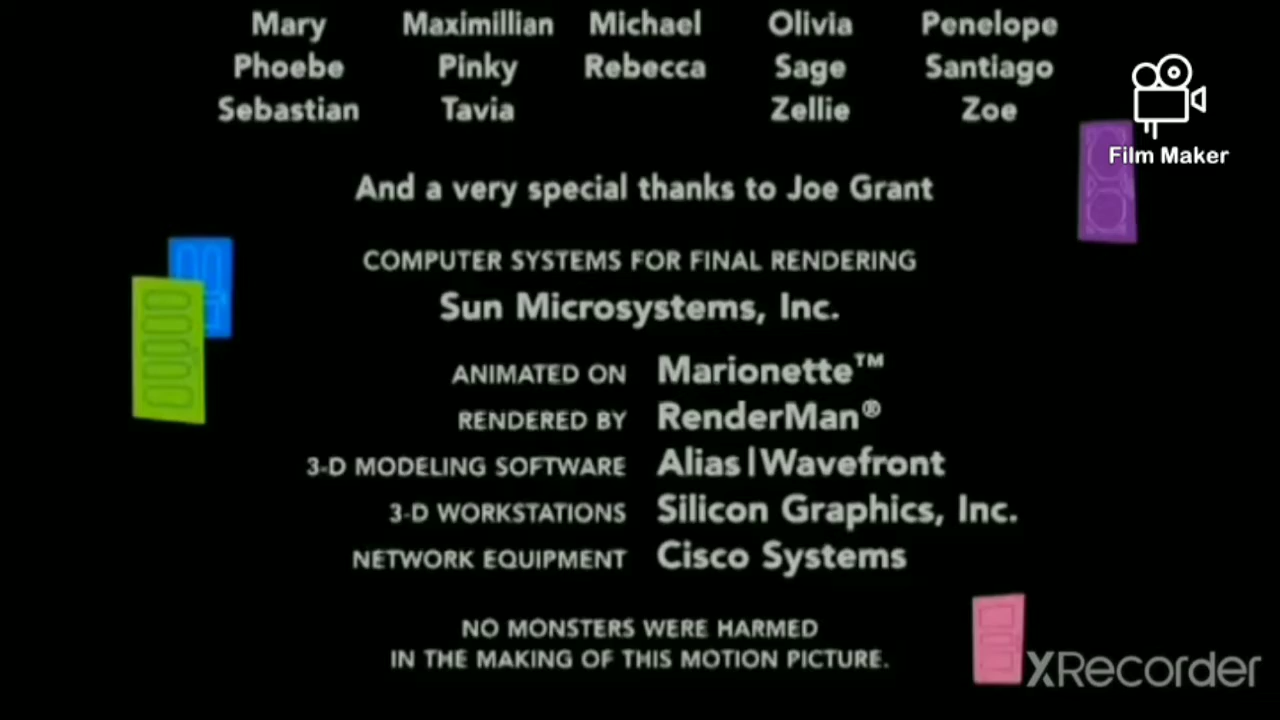 Mary Maximillian Michael Olivia Penelope
Phoebe Pinky Rebecca Sage Santiago
Sebastian Tavia Zellie Zoe
Film Maker
And a very special thanks to Joe Grant
COMPUTER SYSTEMS FOR FINAL RENDERING
Sun Microsystems, Inc.
ANIMATED ON Marionette™
RENDERED BY RenderMan®
3-D MODELING SOFTWARE Alias|Wavefront
3-D WORKSTATIONS Silicon Graphics, Inc.
NETWORK EQUIPMENT Cisco Systems
NO MONSTERS WERE HARMED
IN THE MAKING OF THIS MOTION PICTURE.
XRecorder